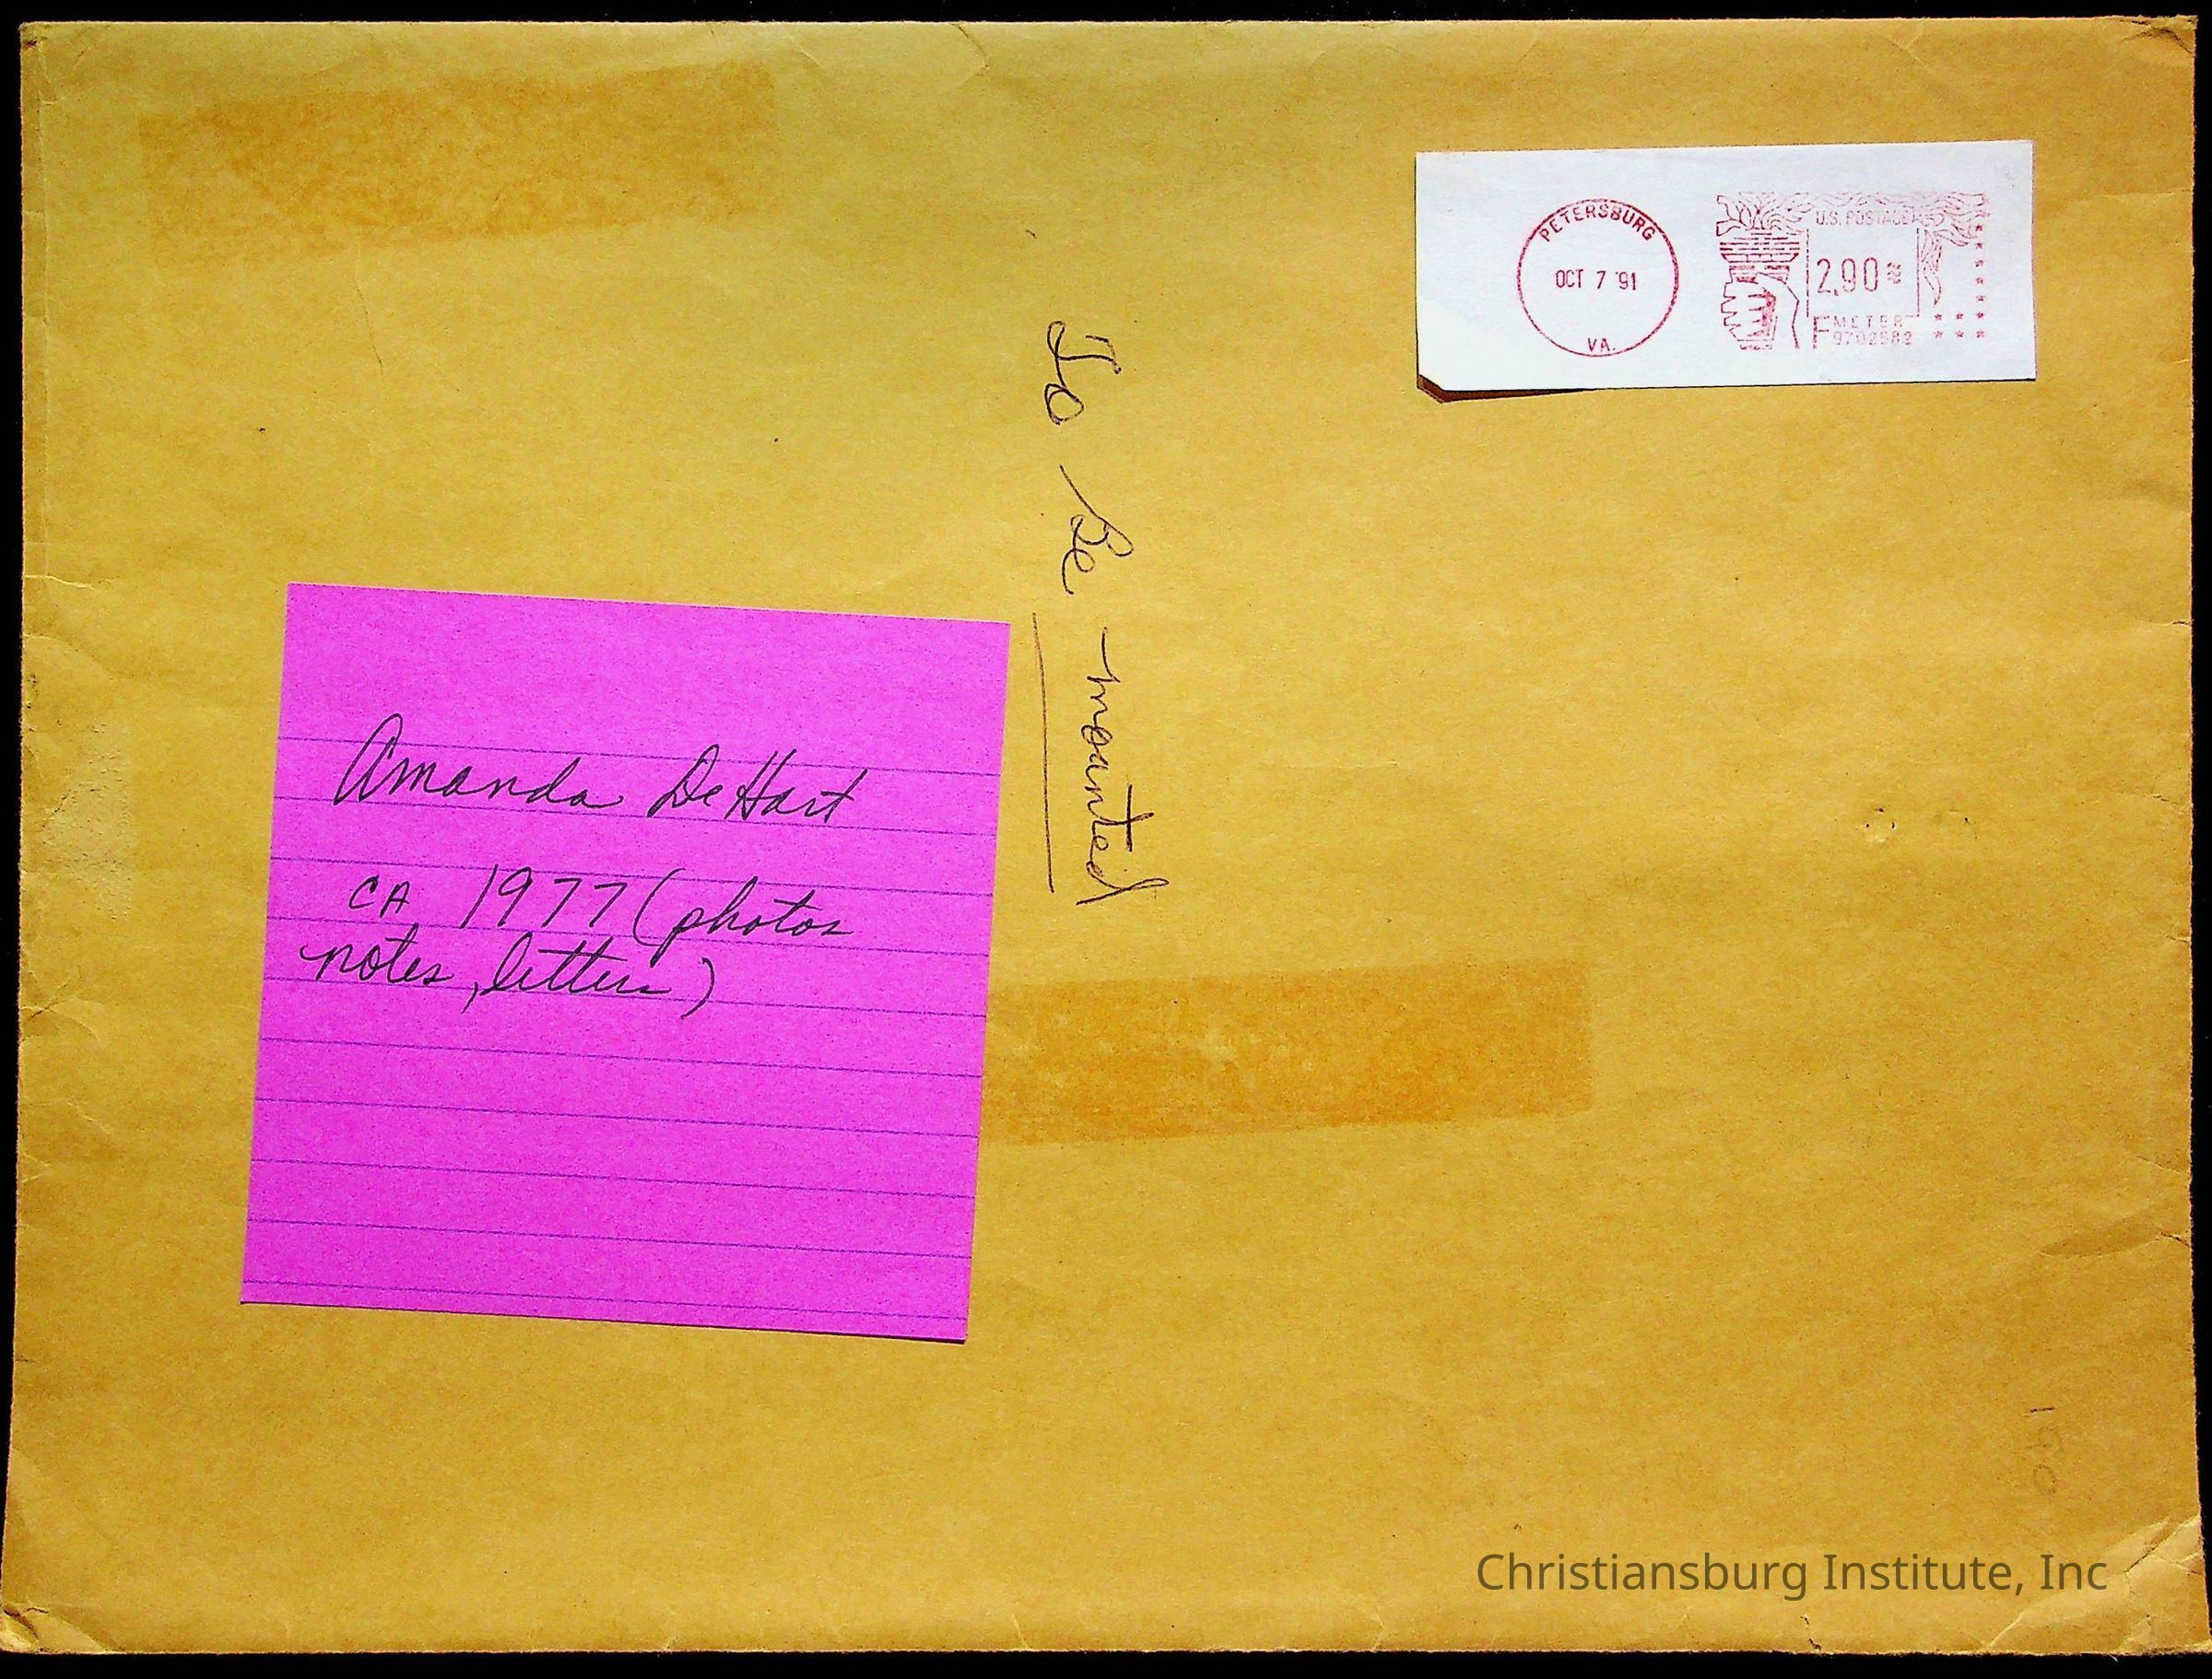 PETERSBURG
OCT 7 '91
VA.
U.S. POSTAGE
2.90
METER
F 9702582
To Be mounted
Amanda DeHart
CA 1977 (photos
notes, letters)
Christiansburg Institute, Inc